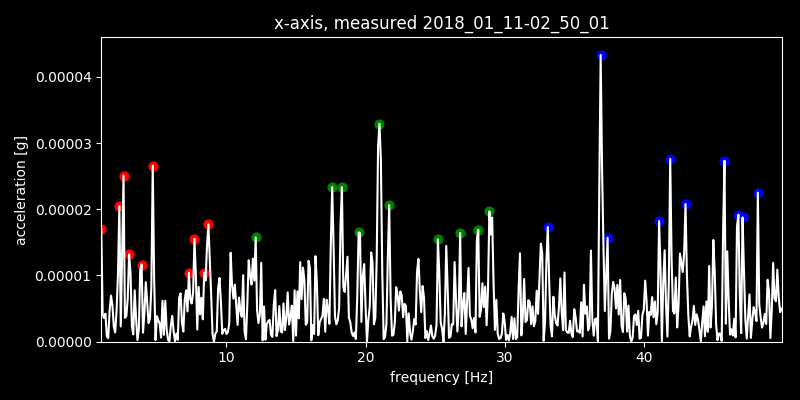 x-axis, measured 2018_01_11-02_50_01
acceleration [g]
0.00004
0.00003
0.00002
0.00001
0.00000
10 20 30 40
frequency [Hz]